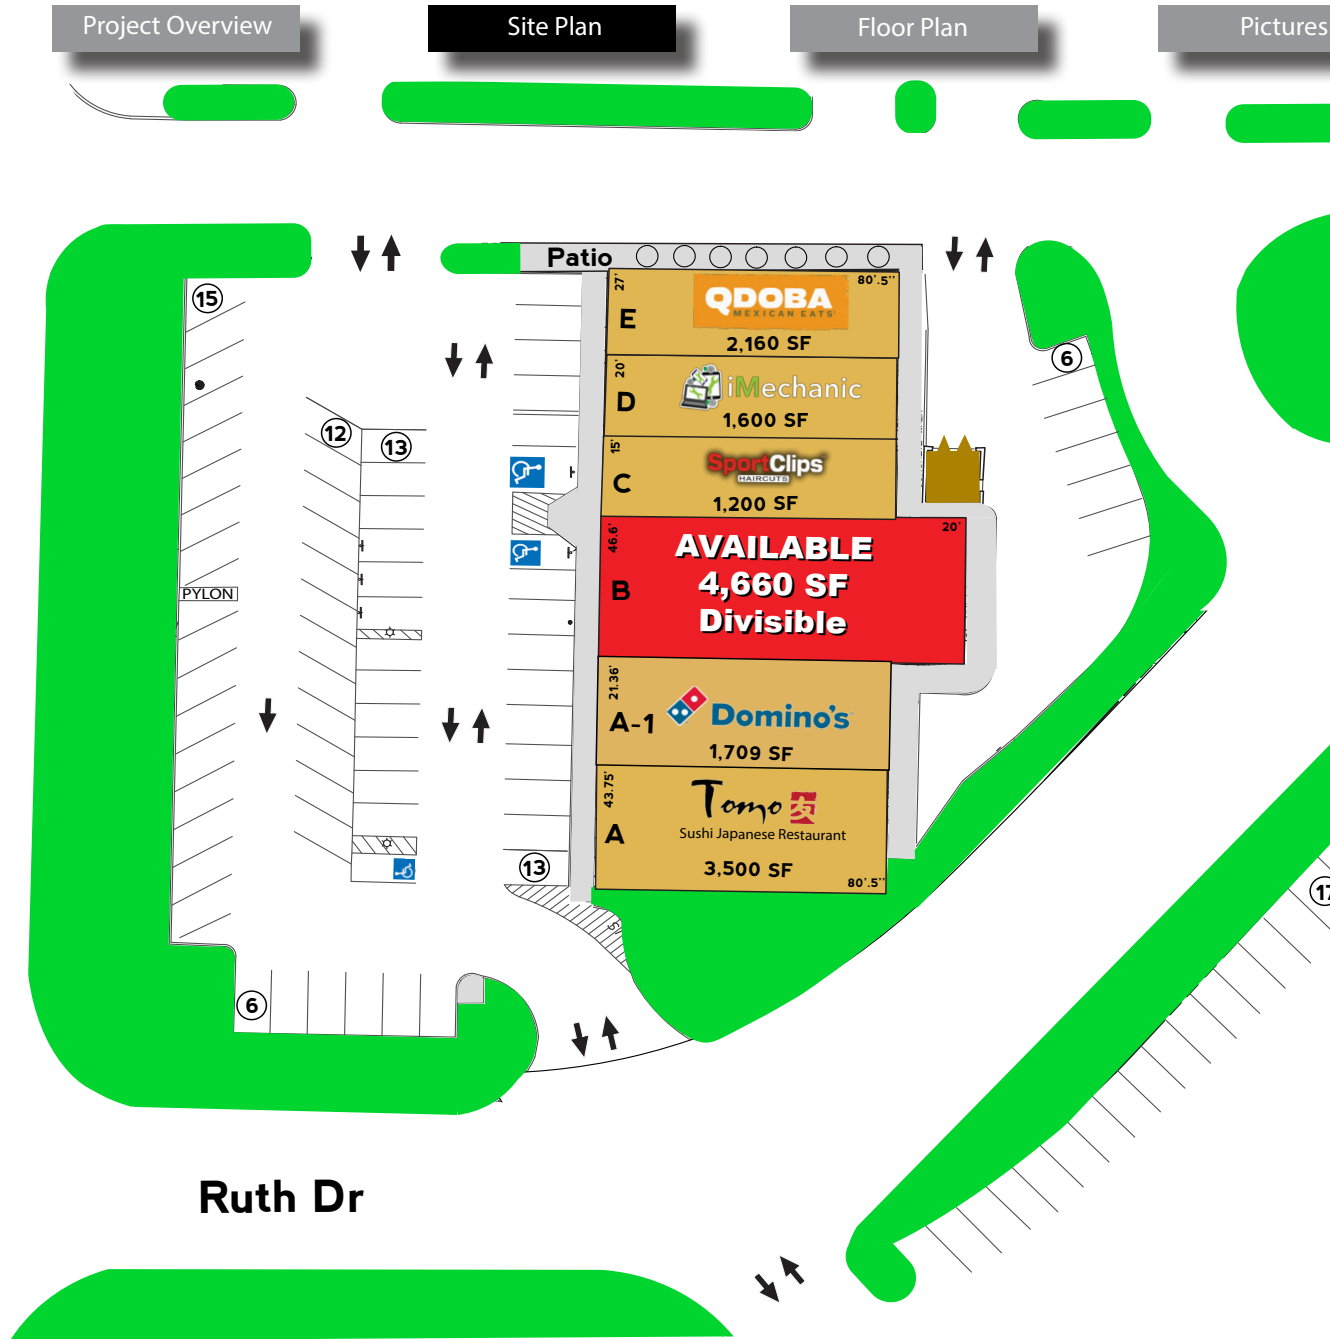 Project Overview
Site Plan
Floor Plan
Pictures
Patio
15
27'
80'.5''
QDOBA
MEXICAN EATS
E
2,160 SF
6
20'
iMechanic
D
1,600 SF
12
13
15'
SportClips
HAIRCUTS
C
1,200 SF
46.6'
20'
AVAILABLE
4,660 SF
Divisible
B
PYLON
21.36'
Domino's
A-1
1,709 SF
43.75'
Tomo 友
Sushi Japanese Restaurant
A
3,500 SF
80'.5''
13
17
6
Ruth Dr